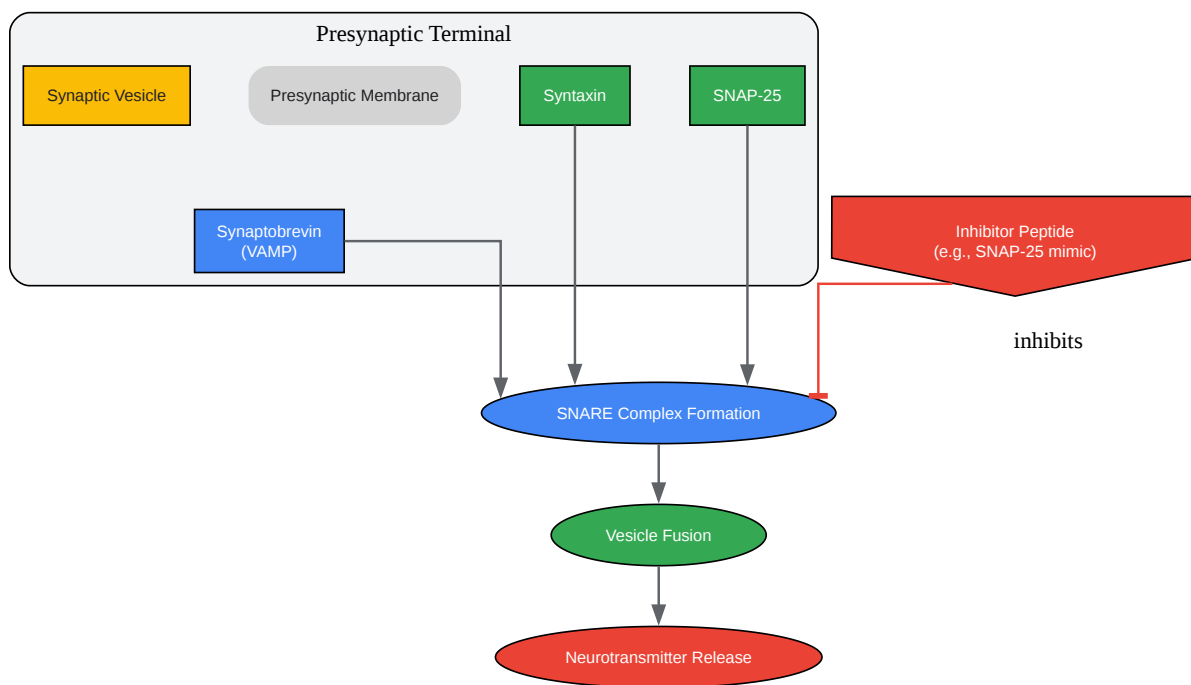 Presynaptic Terminal
Synaptic Vesicle
Presynaptic Membrane
Syntaxin
SNAP-25
Synaptobrevin
(VAMP)
Inhibitor Peptide
(e.g., SNAP-25 mimic)
inhibits
SNARE Complex Formation
Vesicle Fusion
Neurotransmitter Release